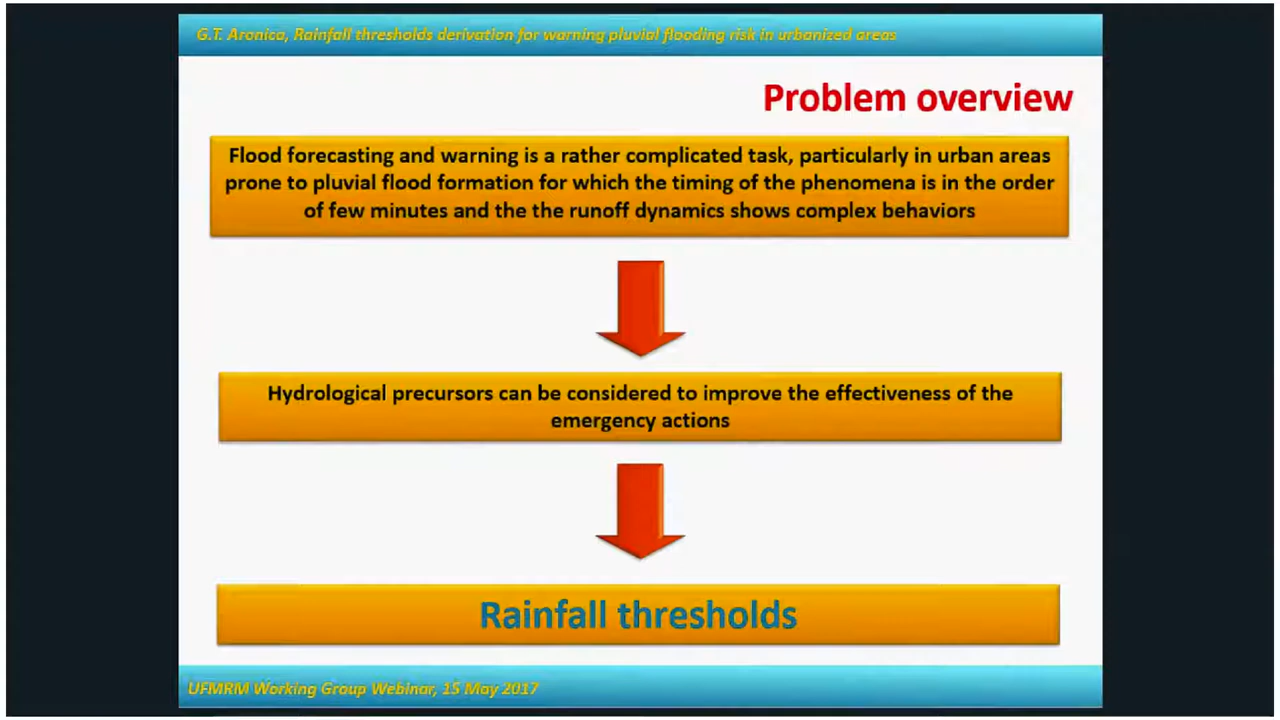 G.T. Aronica, Rainfall thresholds derivation for warning pluvial flooding risk in urbanized areas
Problem overview
Flood forecasting and warning is a rather complicated task, particularly in urban areas
prone to pluvial flood formation for which the timing of the phenomena is in the order
of few minutes and the the runoff dynamics shows complex behaviors
Hydrological precursors can be considered to improve the effectiveness of the
emergency actions
Rainfall thresholds
UFMRM Working Group Webinar, 15 May 2017